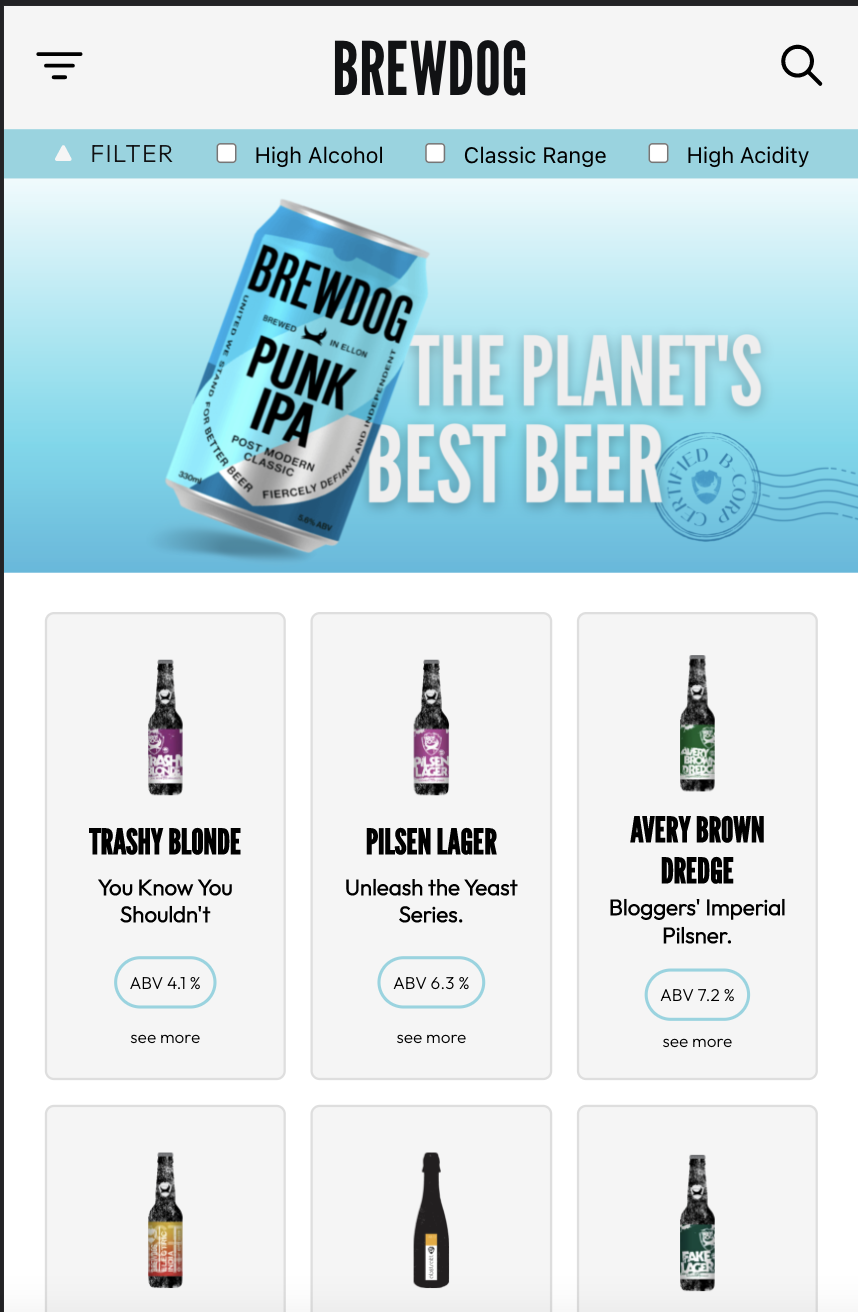 BREWDOG
FILTER High Alcohol Classic Range High Acidity
BREWDOG
BREWED IN ELLON
PUNK
IPA
POST MODERN
CLASSIC
UNITED WE STAND FOR BETTER BEER
FIERCELY DEFIANT AND INDEPENDENT
330ml
5.6% ABV
THE PLANET'S
BEST BEER
CERTIFIED B CORP
TRASHY
BLONDE
PILSEN
LAGER
AVERY
BROWN
DREDGE
TRASHY BLONDE
You Know You
Shouldn't
ABV 4.1 %
see more
PILSEN LAGER
Unleash the Yeast
Series.
ABV 6.3 %
see more
AVERY BROWN
DREDGE
Bloggers' Imperial
Pilsner.
ABV 7.2 %
see more
ELECTRIC
INDIA
FAKE
LAGER